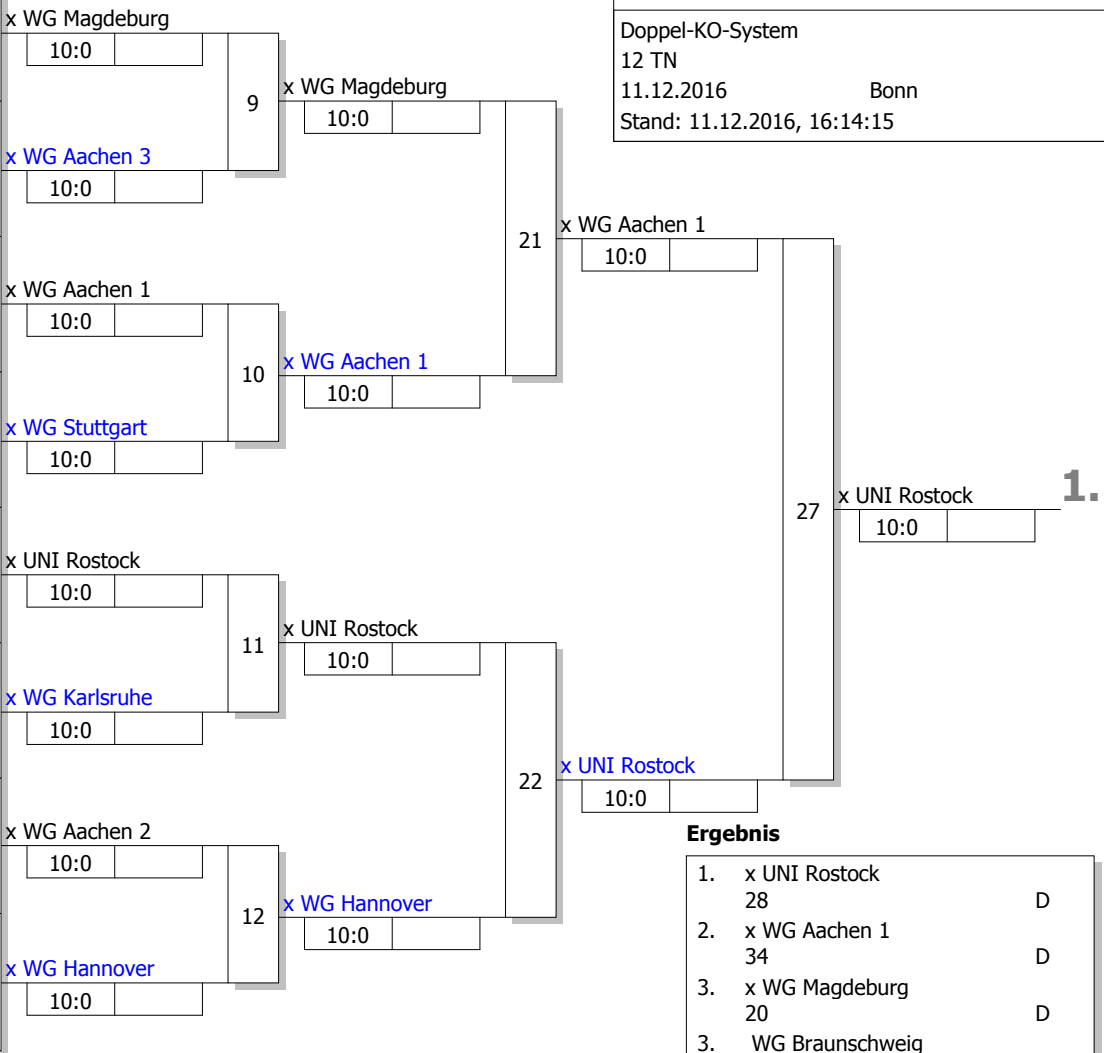 x WG Magdeburg
10:0
9
x WG Aachen 3
10:0
x WG Magdeburg
10:0
x WG Aachen 1
10:0
10
x WG Stuttgart
10:0
x WG Aachen 1
10:0
21
x WG Aachen 1
10:0
x UNI Rostock
10:0
11
x WG Karlsruhe
10:0
x UNI Rostock
10:0
x WG Aachen 2
10:0
12
x WG Hannover
10:0
x WG Hannover
10:0
22
x UNI Rostock
10:0
27
x UNI Rostock 1.
10:0
Doppel-KO-System
12 TN
11.12.2016 Bonn
Stand: 11.12.2016, 16:14:15
Ergebnis
1. x UNI Rostock
28 D
2. x WG Aachen 1
34 D
3. x WG Magdeburg
20 D
3. WG Braunschweig